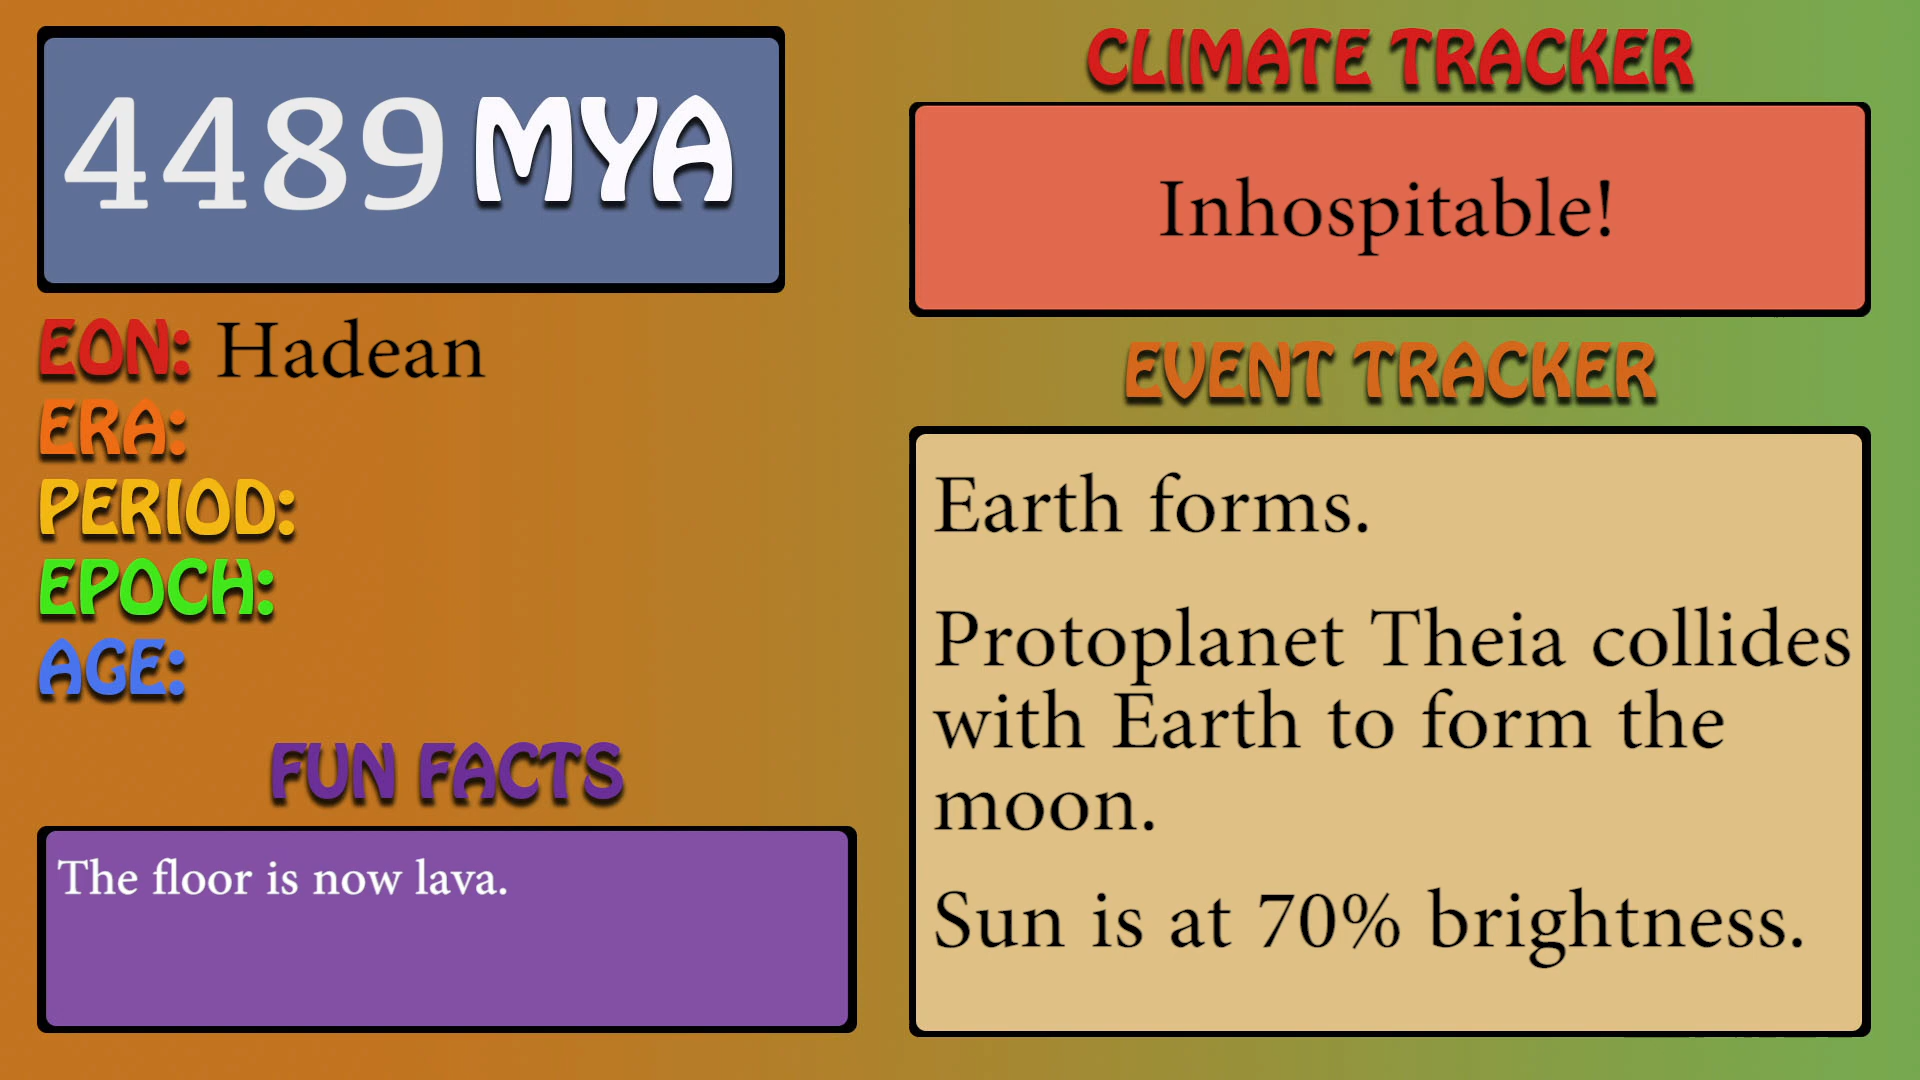 4489 MYA
EON: Hadean
ERA:
PERIOD:
EPOCH:
AGE:
FUN FACTS
The floor is now lava.
CLIMATE TRACKER
Inhospitable!
EVENT TRACKER
Earth forms.
Protoplanet Theia collides
with Earth to form the
moon.
Sun is at 70% brightness.